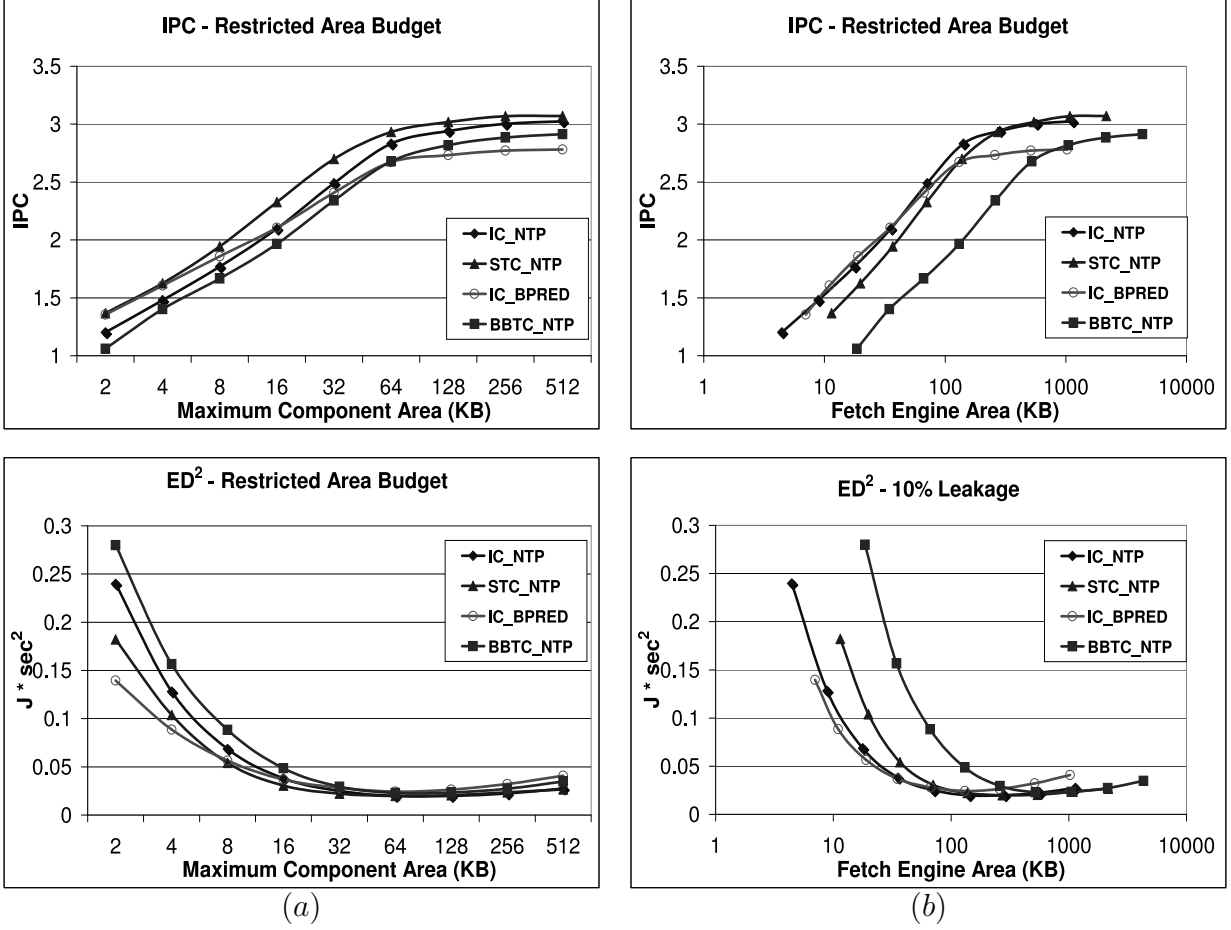 IPC - Restricted Area Budget
3.5
3
2.5
2
1.5
1
IPC
IC_NTP
STC_NTP
IC_BPRED
BBTC_NTP
2 4 8 16 32 64 128 256 512
Maximum Component Area (KB)
IPC - Restricted Area Budget
3.5
3
2.5
2
1.5
1
IPC
IC_NTP
STC_NTP
IC_BPRED
BBTC_NTP
1 10 100 1000 10000
Fetch Engine Area (KB)
ED² - Restricted Area Budget
0.3
0.25
0.2
0.15
0.1
0.05
0
J * sec²
IC_NTP
STC_NTP
IC_BPRED
BBTC_NTP
2 4 8 16 32 64 128 256 512
Maximum Component Area (KB)
(a)
ED² - 10% Leakage
0.3
0.25
0.2
0.15
0.1
0.05
0
J * sec²
IC_NTP
STC_NTP
IC_BPRED
BBTC_NTP
1 10 100 1000 10000
Fetch Engine Area (KB)
(b)